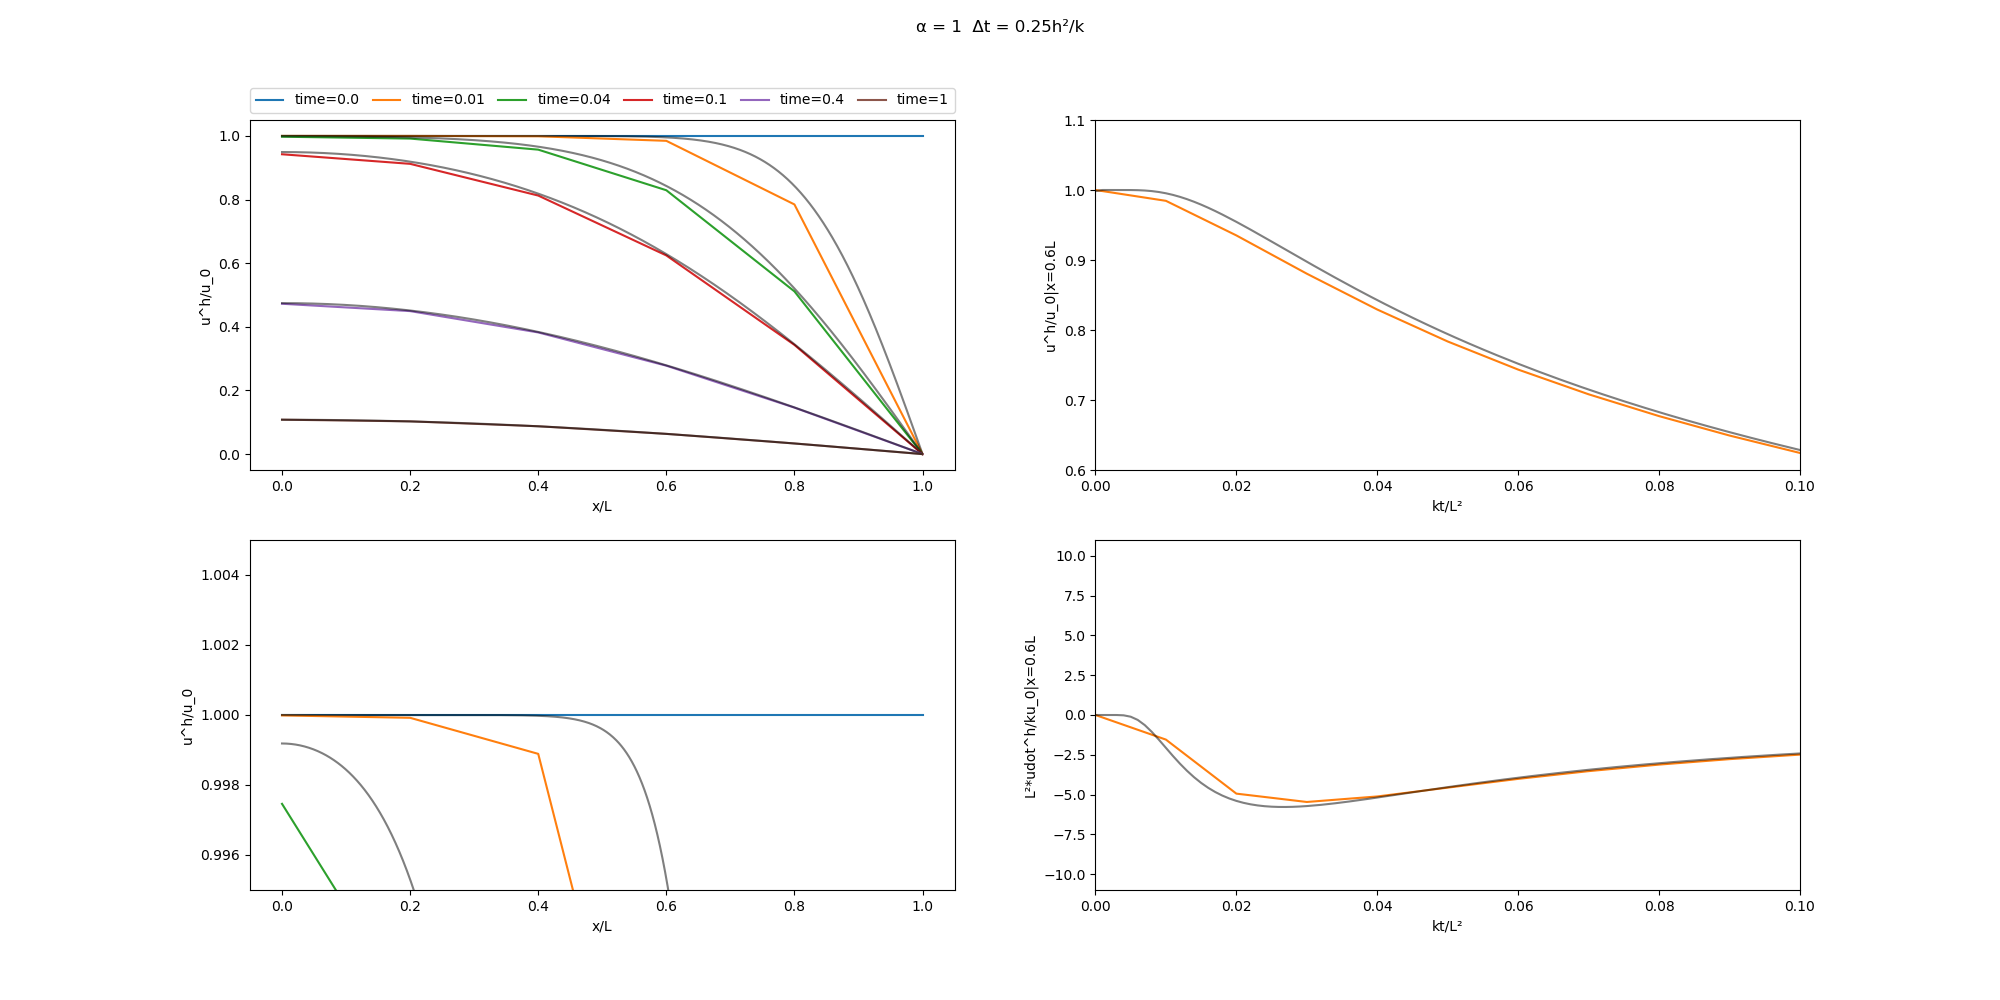 α = 1  Δt = 0.25h²/k
time=0.0 time=0.01 time=0.04 time=0.1 time=0.4 time=1
1.0
0.8
0.6
0.4
0.2
0.0
u^h/u_0
0.0 0.2 0.4 0.6 0.8 1.0
x/L
1.1
1.0
0.9
0.8
0.7
0.6
u^h/u_0|x=0.6L
0.00 0.02 0.04 0.06 0.08 0.10
kt/L²
1.004
1.002
1.000
0.998
0.996
u^h/u_0
0.0 0.2 0.4 0.6 0.8 1.0
x/L
10.0
7.5
5.0
2.5
0.0
−2.5
−5.0
−7.5
−10.0
L²*udot^h/ku_0|x=0.6L
0.00 0.02 0.04 0.06 0.08 0.10
kt/L²